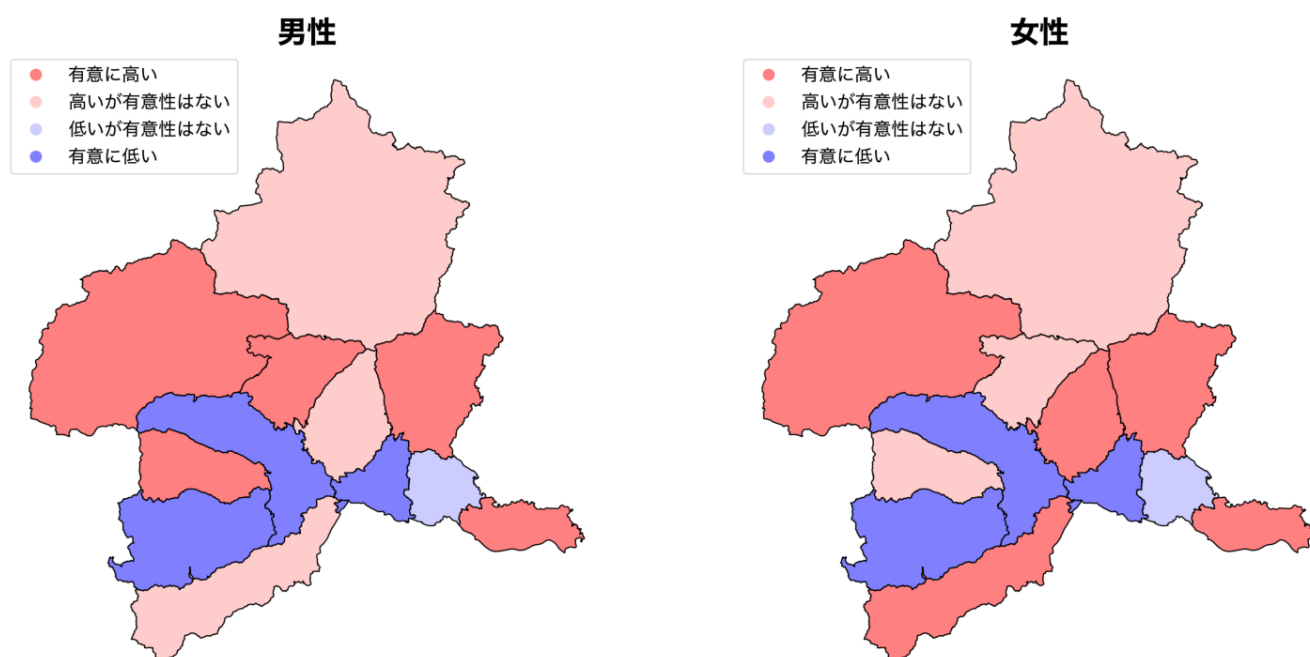 男性
有意に高い
高いが有意性はない
低いが有意性はない
有意に低い
女性
有意に高い
高いが有意性はない
低いが有意性はない
有意に低い